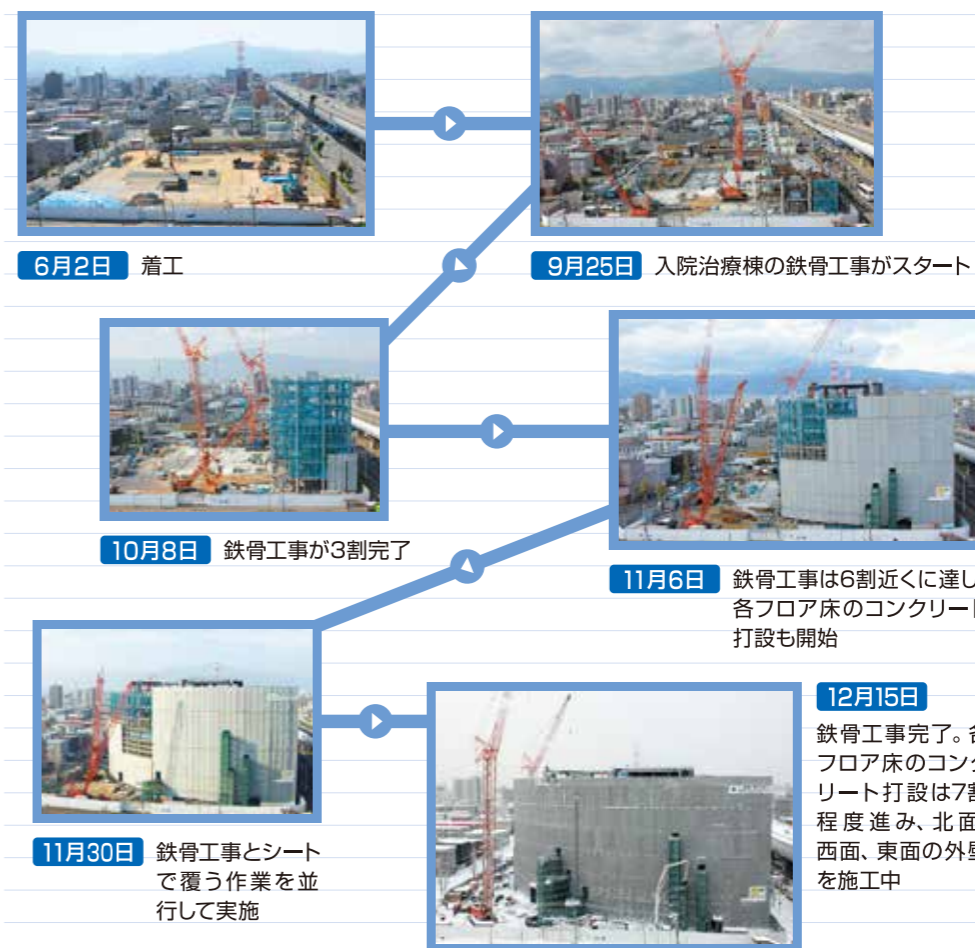 6月2日 着工
9月25日 入院治療棟の鉄骨工事がスタート
10月8日 鉄骨工事が3割完了
11月6日 鉄骨工事は6割近くに達し
各フロア床のコンクリート
打設も開始
11月30日 鉄骨工事とシート
で覆う作業を並
行して実施
12月15日
鉄骨工事完了。各
フロア床のコンク
リート打設は7割
程度進み、北面
西面、東面の外壁
を施工中